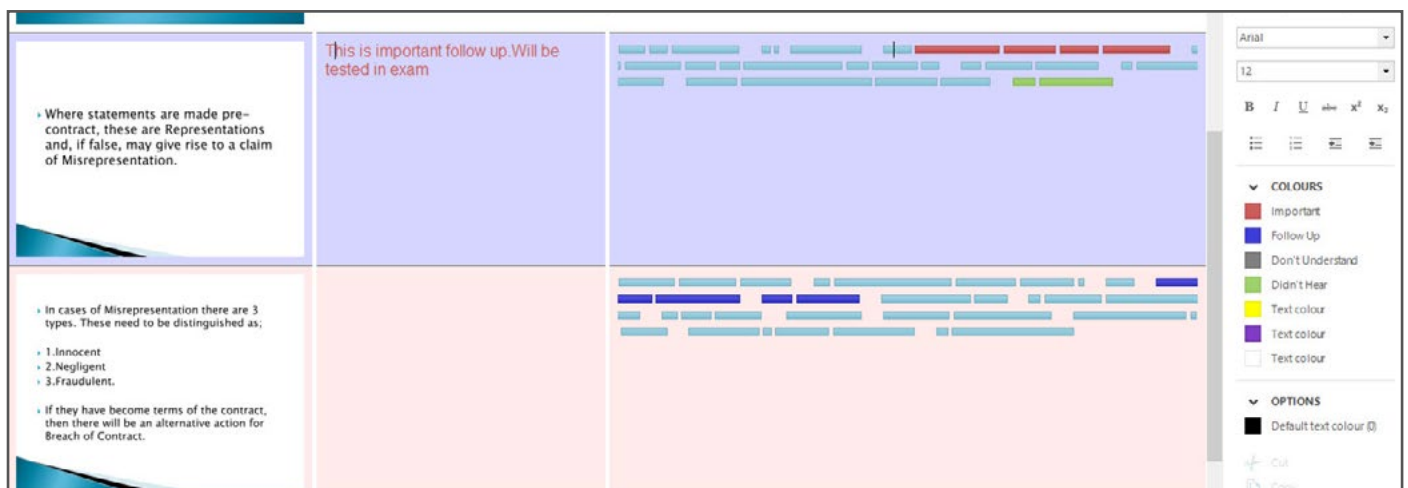 Where statements are made pre-
contract, these are Representations
and, if false, may give rise to a claim
of Misrepresentation.
This is important follow up.Will be
tested in exam
In cases of Misrepresentation there are 3
types. These need to be distinguished as;
1.Innocent
2.Negligent
3.Fraudulent.
If they have become terms of the contract,
then there will be an alternative action for
Breach of Contract.
Arial
12
B I U abc x² x₂
COLOURS
Important
Follow Up
Don't Understand
Didn't Hear
Text colour
Text colour
Text colour
OPTIONS
Default text colour (0)
Cut
Copy